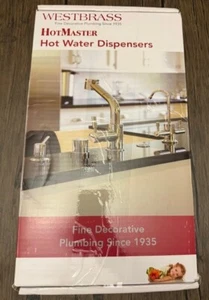 WESTBRASS
Fine Decorative Plumbing Since 1935
HOTMASTER
Hot Water Dispensers
Fine Decorative
Plumbing Since 1935